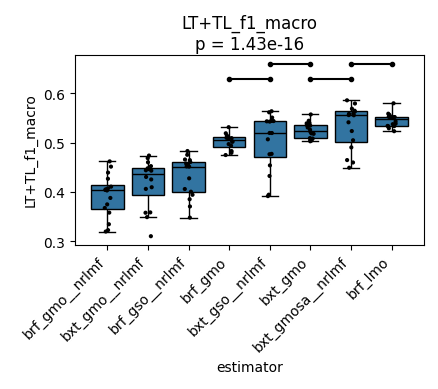 LT+TL_f1_macro
p = 1.43e-16
LT+TL_f1_macro
0.6
0.5
0.4
0.3
brf_gmo__nrlmf
bxt_gmo__nrlmf
brf_gso__nrlmf
brf_gmo
bxt_gso__nrlmf
bxt_gmo
bxt_gmosa__nrlmf
brf_lmo
estimator